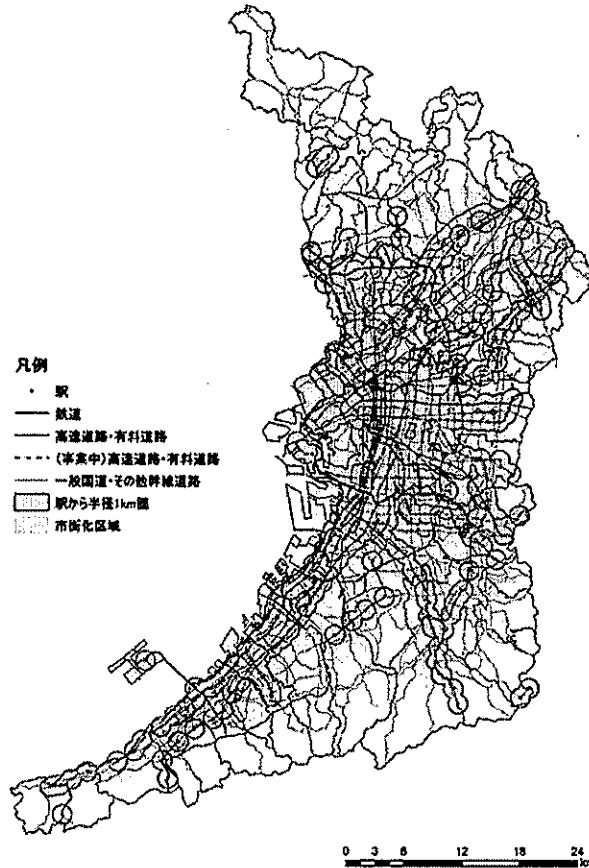 凡例
駅
鉄道
高速道路・有料道路
（事業中）高速道路・有料道路
一般国道・その他幹線道路
駅から半径1km圏
市街化区域
0 3 6 12 18 24
km